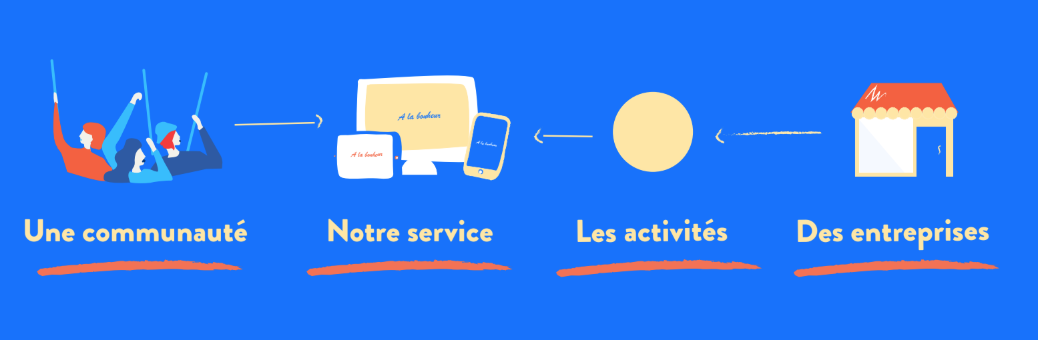 A la bonheur
A la bonheur
A la bonheur
Une communauté
Notre service
Les activités
Des entreprises